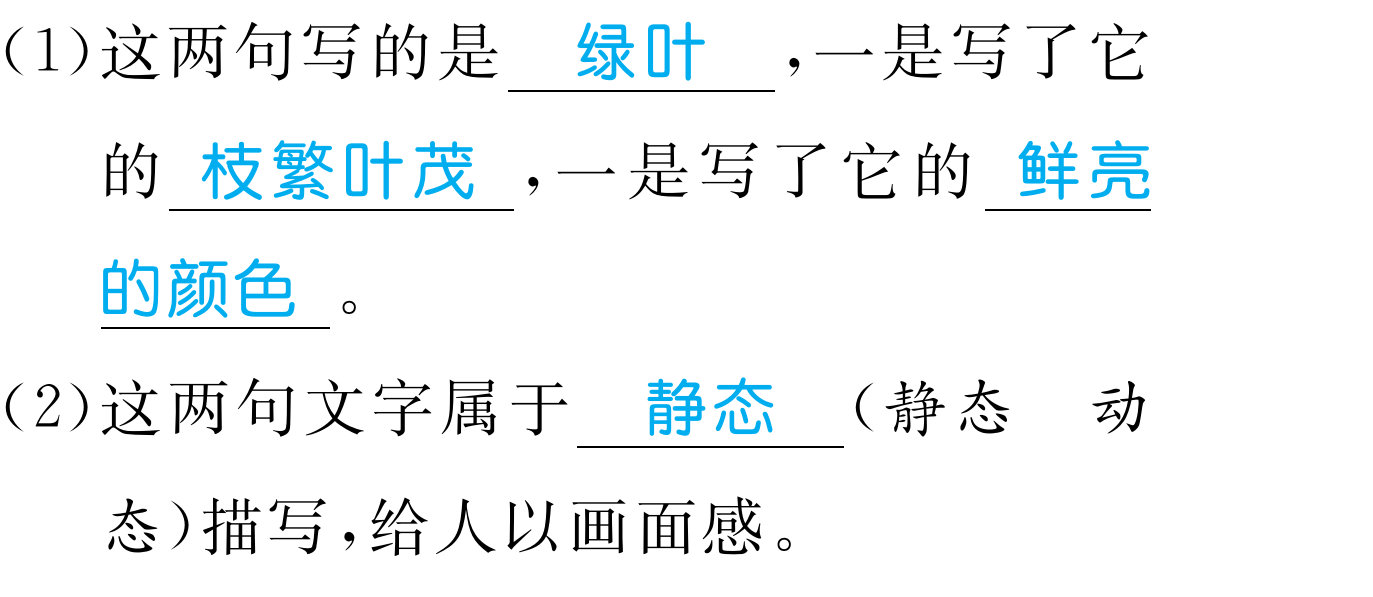 (1)这两句写的是 绿叶 ,一是写了它
的 枝繁叶茂 ,一是写了它的 鲜亮
的颜色 。
(2)这两句文字属于 静态 (静态 动
态)描写,给人以画面感。